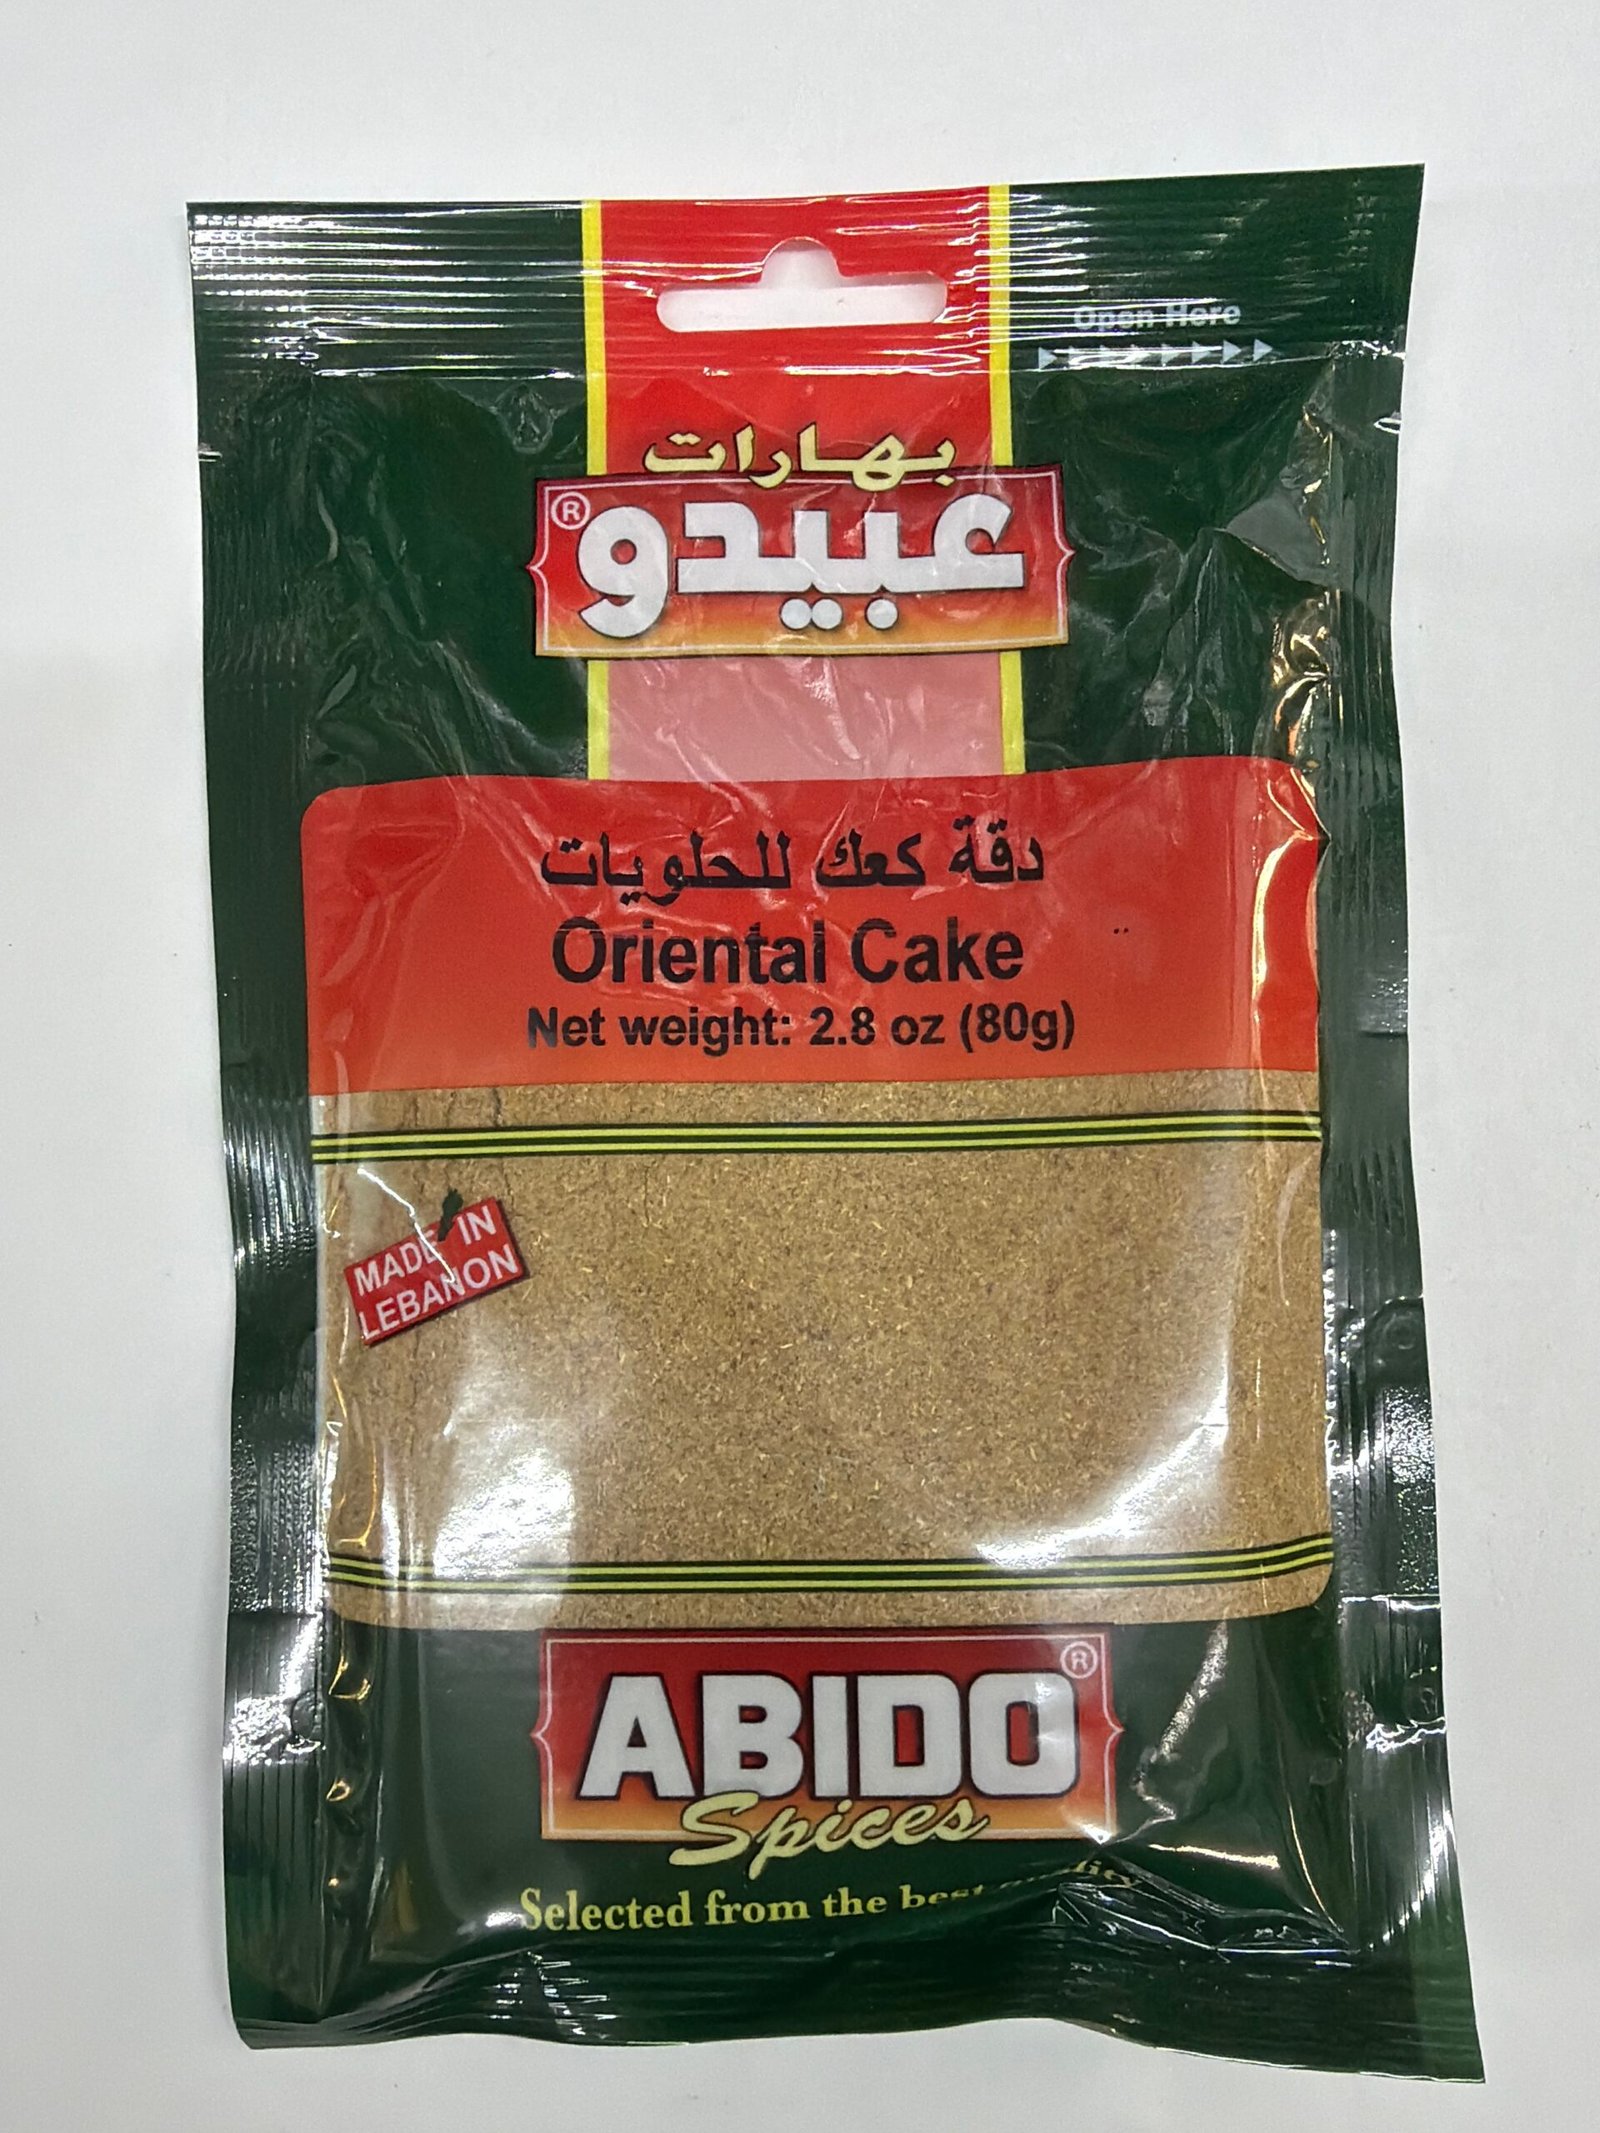 Open Here
بهارات
عبيدو ®
دقة كعك للحلويات
Oriental Cake
Net weight: 2.8 oz (80g)
MADE IN
LEBANON
ABIDO ®
Spices
Selected from the best quality